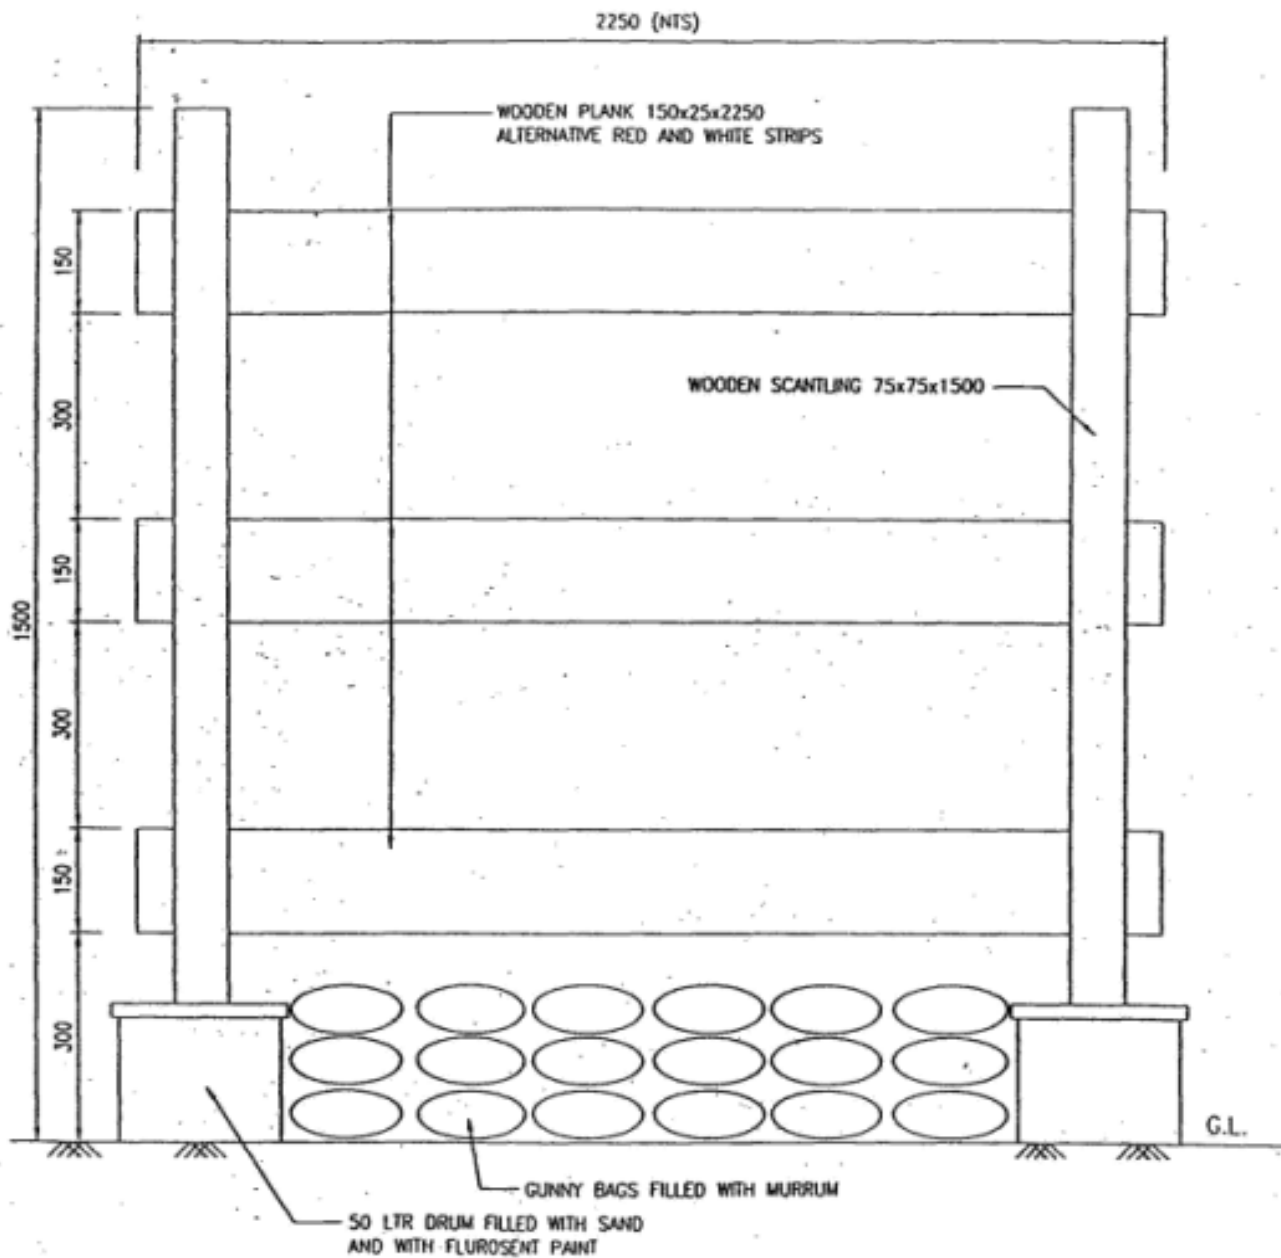 2250 (NTS)
WOODEN PLANK 150x25x2250
ALTERNATIVE RED AND WHITE STRIPS
150
300
WOODEN SCANTLING 75x75x1500
150
1500
300
150
300
G.L.
GUNNY BAGS FILLED WITH MURRUM
50 LTR DRUM FILLED WITH SAND
AND WITH FLUROSENT PAINT